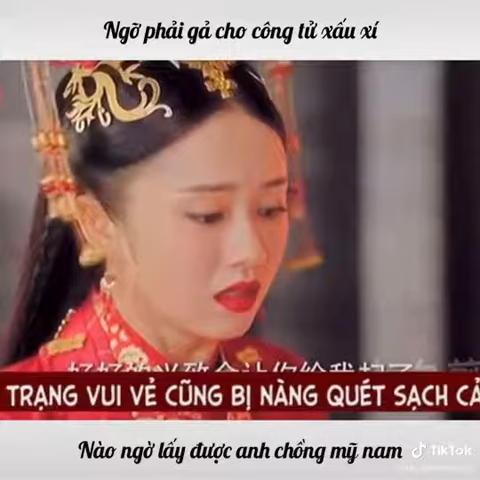 Ngỡ phải gả cho công tử xấu xí
TRẠNG VUI VẺ CŨNG BỊ NÀNG QUÉT SẠCH CẢ
Nào ngờ lấy được anh chồng mỹ nam
TikTok